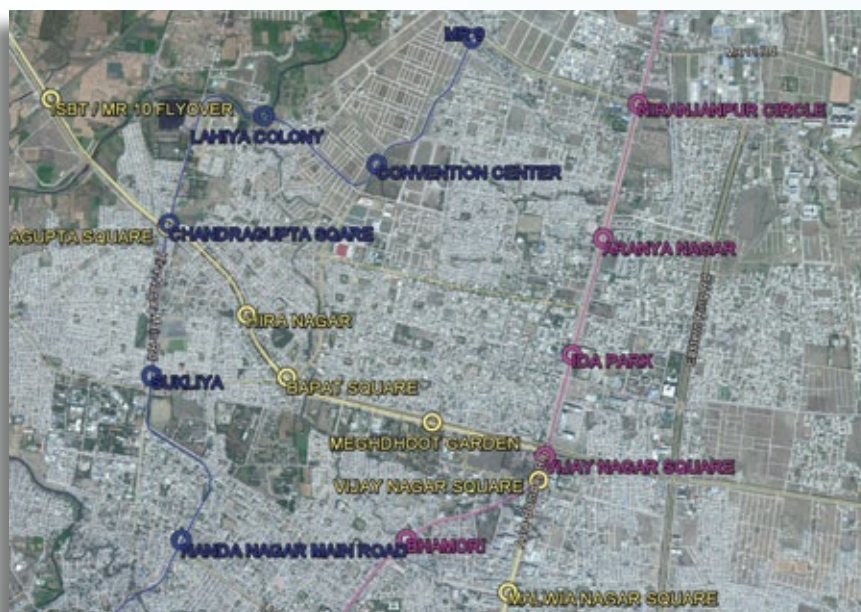 MR 9
ISBT / MR 10 FLYOVER
NIRANJANPUR CIRCLE
LAHIYA COLONY
CONVENTION CENTER
AGUPTA SQUARE
CHANDRAGUPTA SQARE
ARANYA NAGAR
HIRA NAGAR
IDA PARK
SUKLIYA
BAPAT SQUARE
MEGHDHOOT GARDEN
VIJAY NAGAR SQUARE
VIJAY NAGAR SQUARE
NANDA NAGAR MAIN ROAD
BHAMORI
MALWIA NAGAR SQUARE